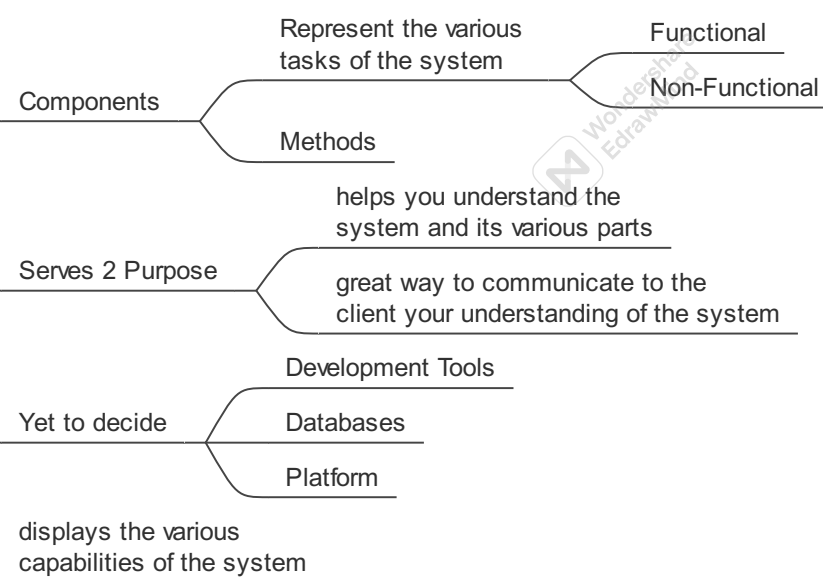 Represent the various
tasks of the system
Functional
Non-Functional
Components
Methods
Wondershare
EdrawMind
helps you understand the
system and its various parts
Serves 2 Purpose
great way to communicate to the
client your understanding of the system
Development Tools
Yet to decide
Databases
Platform
displays the various
capabilities of the system